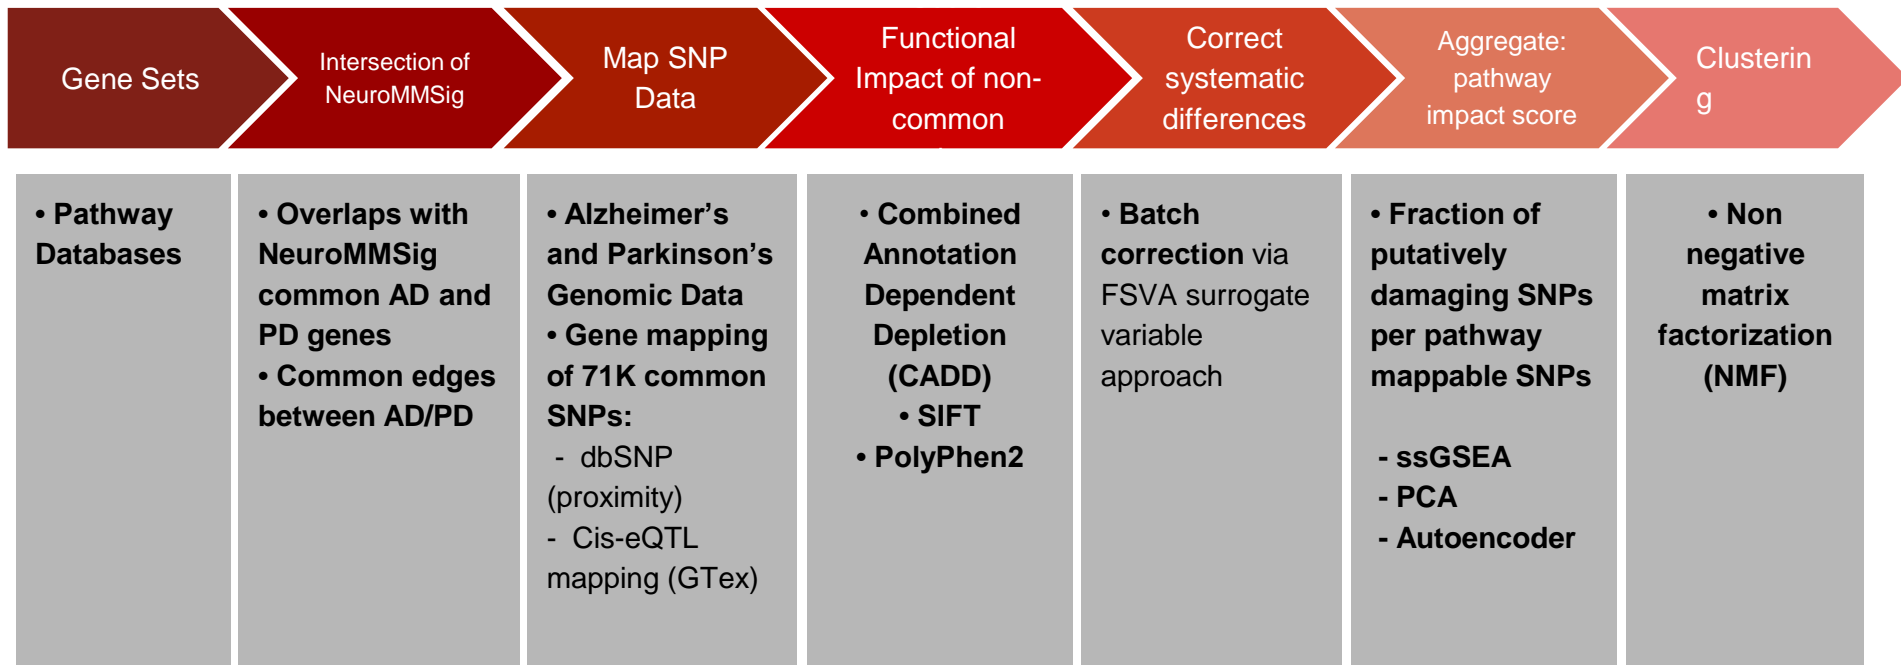 Gene Sets
Intersection of
NeuroMMSig
Map SNP
Data
Functional
Impact of non-
common
Correct
systematic
differences
Aggregate:
pathway
impact score
Clusterin
g
• Pathway
Databases
• Overlaps with
NeuroMMSig
common AD and
PD genes
• Common edges
between AD/PD
• Alzheimer’s
and Parkinson’s
Genomic Data
• Gene mapping
of 71K common
SNPs:
- dbSNP
(proximity)
- Cis-eQTL
mapping (GTex)
• Combined
Annotation
Dependent
Depletion
(CADD)
• SIFT
• PolyPhen2
• Batch
correction via
FSVA surrogate
variable
approach
• Fraction of
putatively
damaging SNPs
per pathway
mappable SNPs
- ssGSEA
- PCA
- Autoencoder
• Non
negative
matrix
factorization
(NMF)